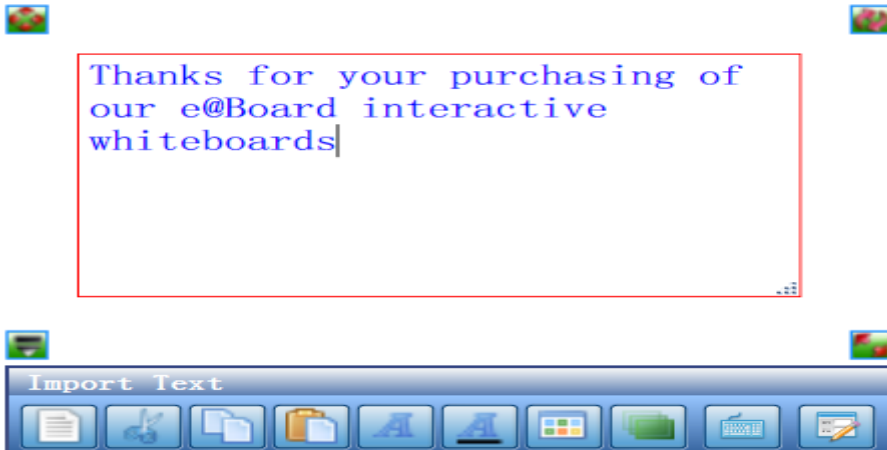 Thanks for your purchasing of
our e@Board interactive
whiteboards
Import Text